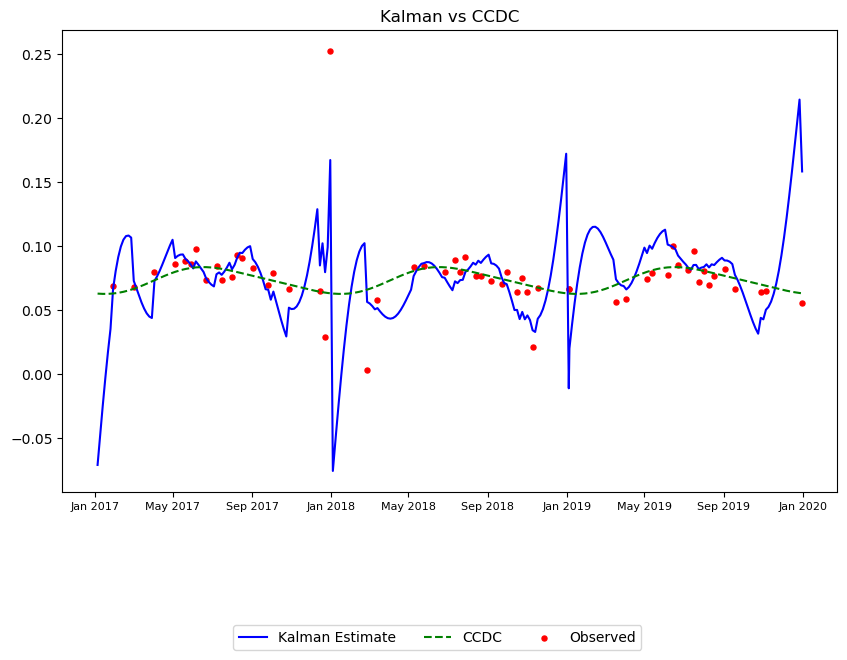 Kalman vs CCDC
0.25
0.20
0.15
0.10
0.05
0.00
−0.05
Jan 2017 May 2017 Sep 2017 Jan 2018 May 2018 Sep 2018 Jan 2019 May 2019 Sep 2019 Jan 2020
Kalman Estimate CCDC Observed